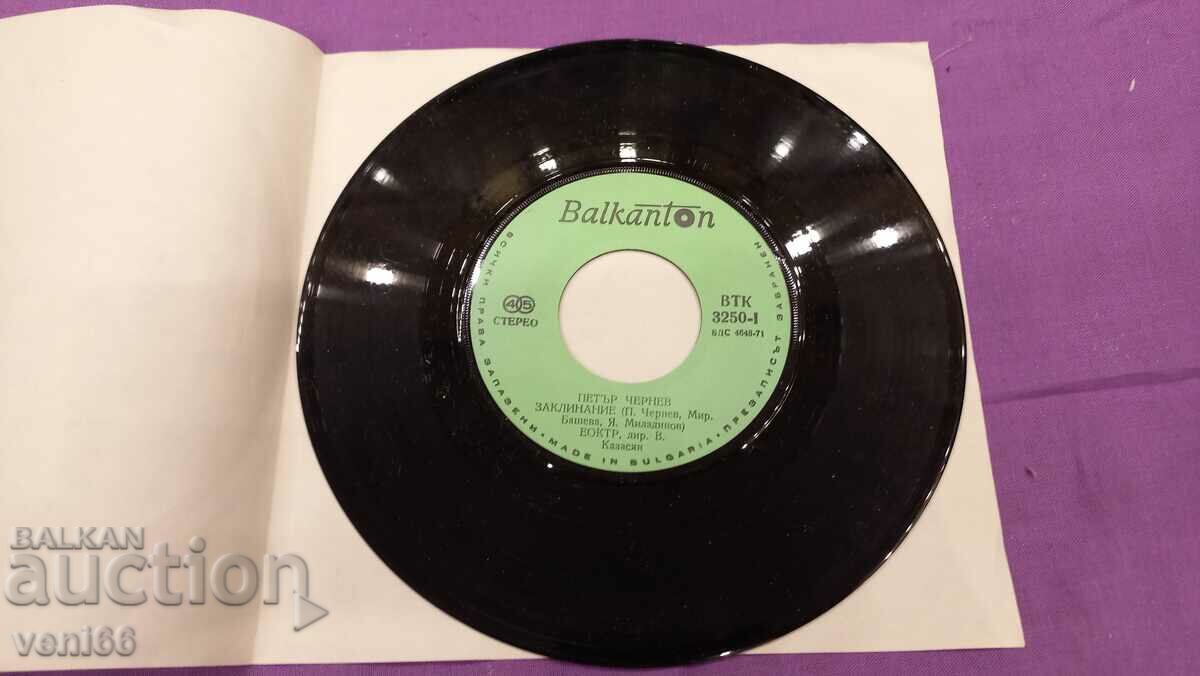 Balkanton
ВСИЧКИ ПРАВА ЗАПАЗЕНИ • MADE IN BULGARIA • ПРЕЗАПИСЪТ ЗАБРАНЕН
45
СТЕРЕО
ВТК
3250-I
БДС 4648-71
ПЕТЪР ЧЕРНЕВ
ЗАКЛИНАНИЕ (П. Чернев, Мир.
Башева, Я. Миладинов)
ЕОКТР, дир. В.
Казасян
BALKAN
auction
veni66